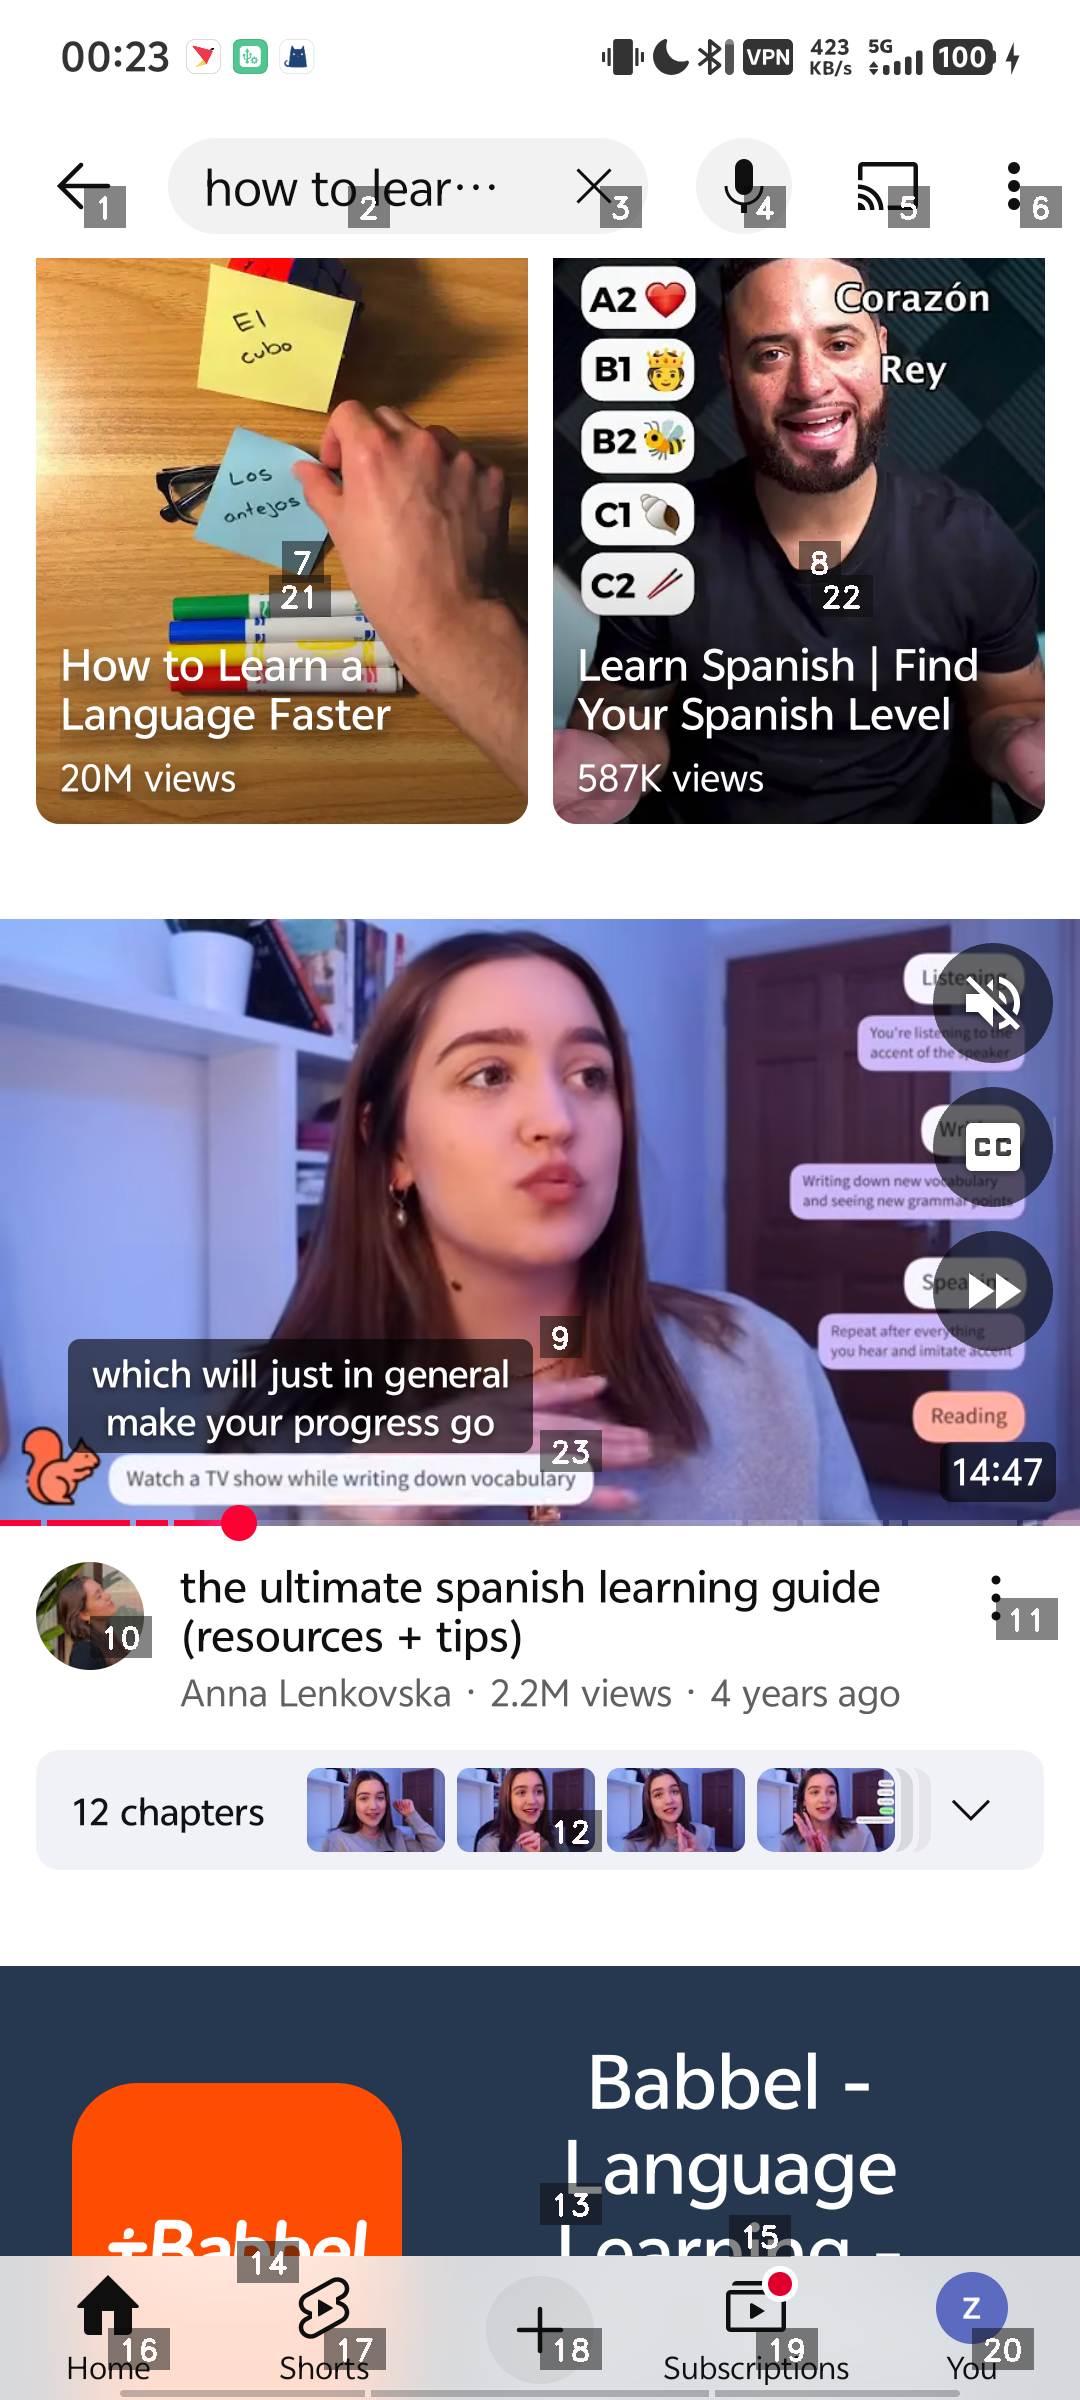 00:23
VPN
423
KB/s
5G
100
how to lear···
1
2
3
4
5
6
El
cubo
Los
antejos
7
21
How to Learn a
Language Faster
20M views
A2
Corazón
B1
Rey
B2
C1
C2
8
22
Learn Spanish | Find
Your Spanish Level
587K views
Listening
You're listening to the
accent of the speaker
CC
Writing down new vocabulary
and seeing new grammar points
Speaking
Repeat after everything
you hear and imitate accent
Reading
9
which will just in general
make your progress go
23
Watch a TV show while writing down vocabulary
14:47
the ultimate spanish learning guide
(resources + tips)
Anna Lenkovska · 2.2M views · 4 years ago
10
11
12 chapters
12
Babbel -
Language
Learning -
13
+Babbel
14
15
Z
Home
Shorts
Subscriptions
You
16
17
18
19
20